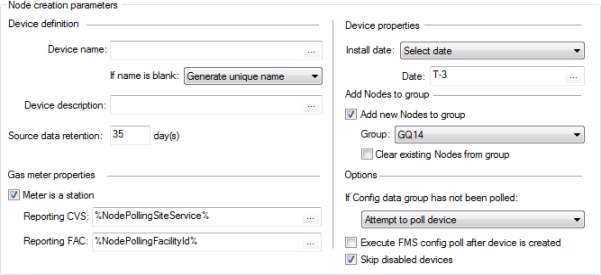 Node creation parameters
Device definition
Device name: ...
If name is blank: Generate unique name
Device description: ...
Source data retention: 35 day(s)
Gas meter properties
Meter is a station
Reporting CVS: %NodePollingSiteService% ...
Reporting FAC: %NodePollingFacilityId% ...
Device properties
Install date: Select date
Date: T-3 ...
Add Nodes to group
Add new Nodes to group
Group: GQ14
Clear existing Nodes from group
Options
If Config data group has not been polled:
Attempt to poll device
Execute FMS config poll after device is created
Skip disabled devices